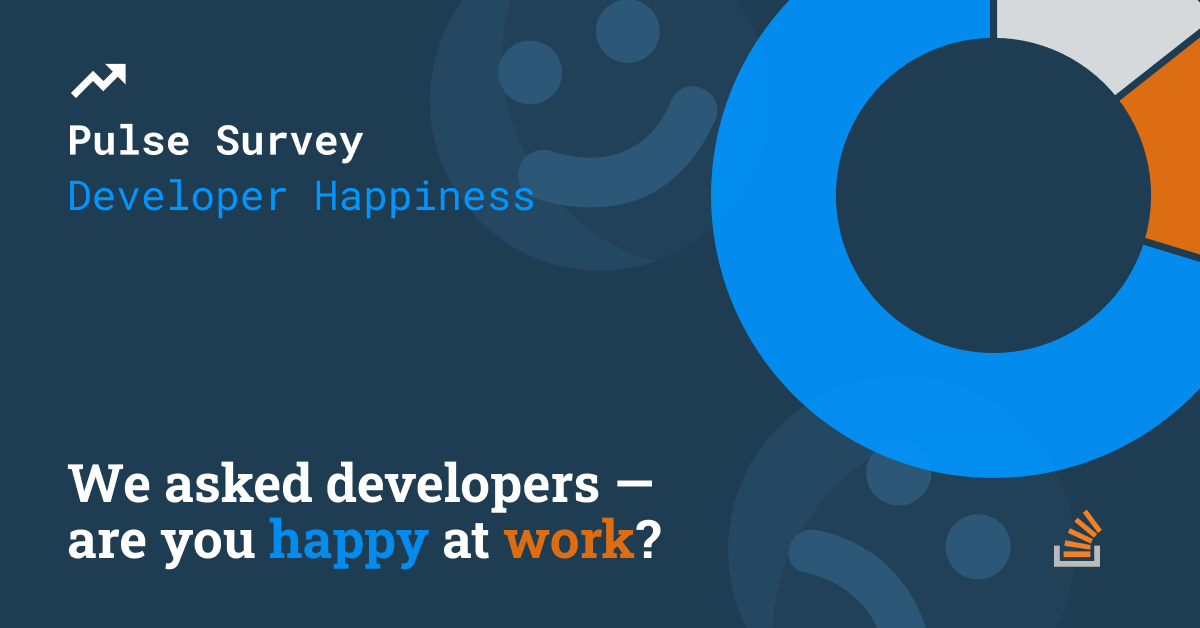 Pulse Survey
Developer Happiness
We asked developers —
are you happy at work?